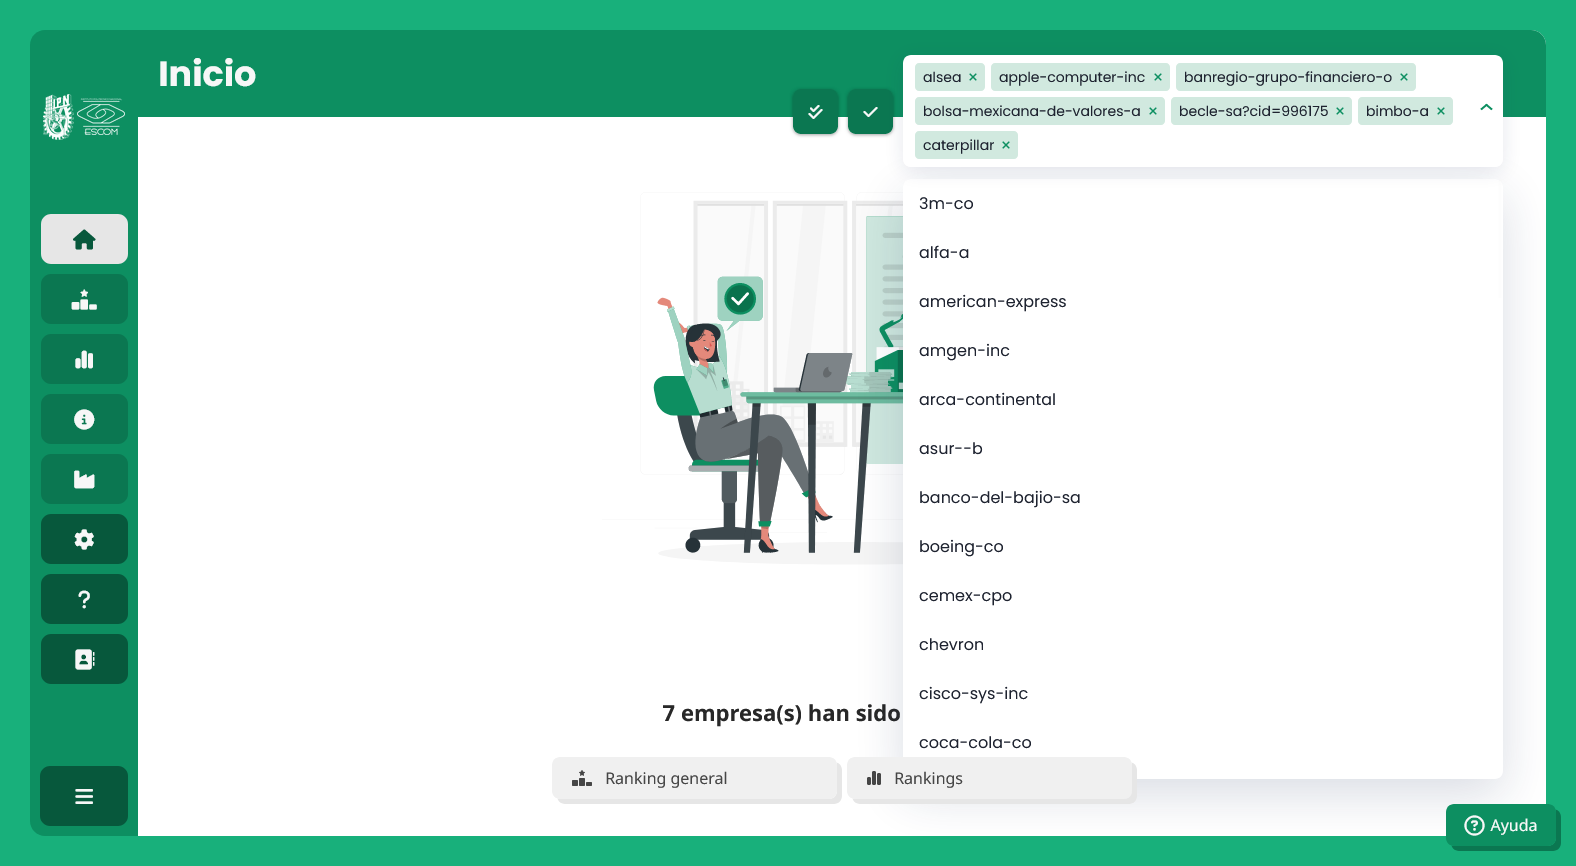 Inicio
alsea × apple-computer-inc × banregio-grupo-financiero-o ×
bolsa-mexicana-de-valores-a × becle-sa?cid=996175 × bimbo-a ×
caterpillar ×
IPN
ESCOM
3m-co
alfa-a
american-express
amgen-inc
arca-continental
asur--b
banco-del-bajio-sa
boeing-co
cemex-cpo
chevron
cisco-sys-inc
coca-cola-co
7 empresa(s) han sido
Ranking general
Rankings
Ayuda